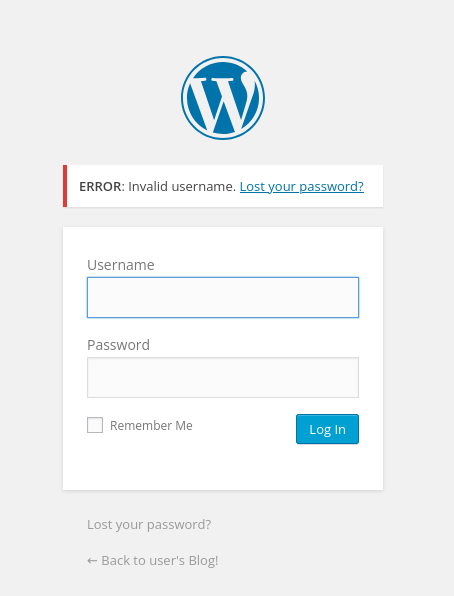 ERROR: Invalid username. Lost your password?
Username
Password
Remember Me
Log In
Lost your password?
← Back to user's Blog!